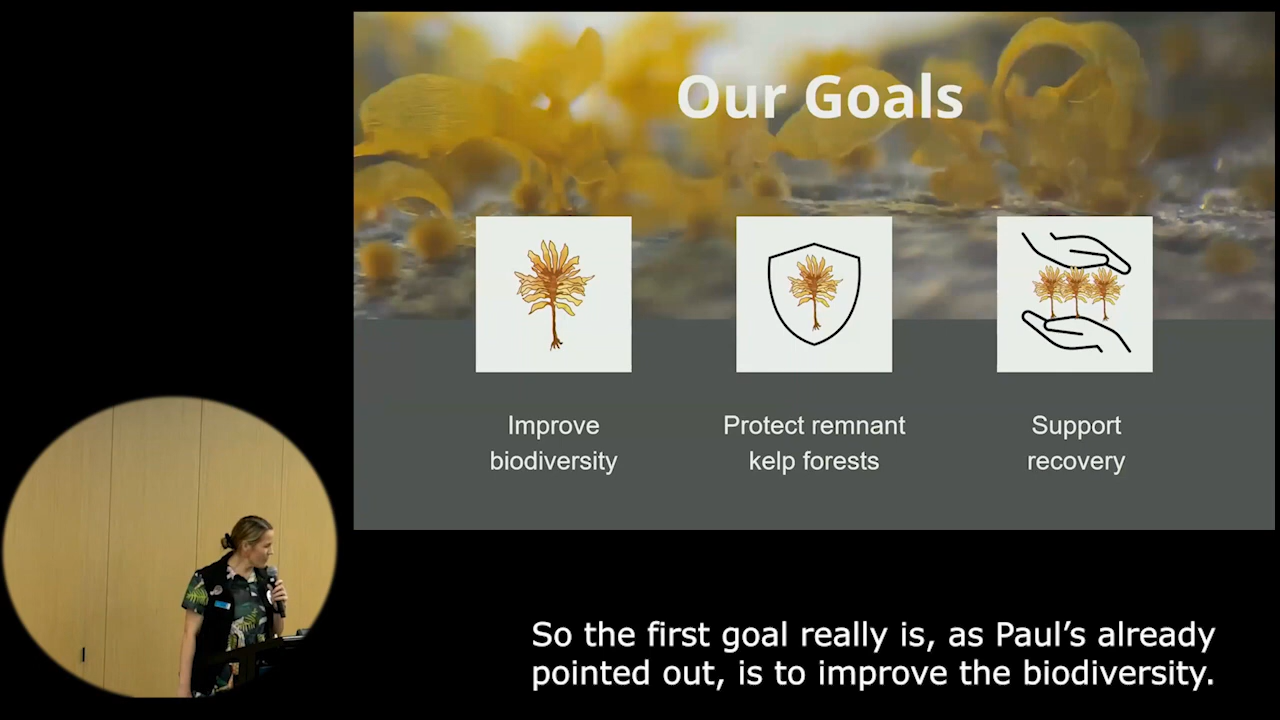 Our Goals
Improve
biodiversity
Protect remnant
kelp forests
Support
recovery
So the first goal really is, as Paul's already
pointed out, is to improve the biodiversity.